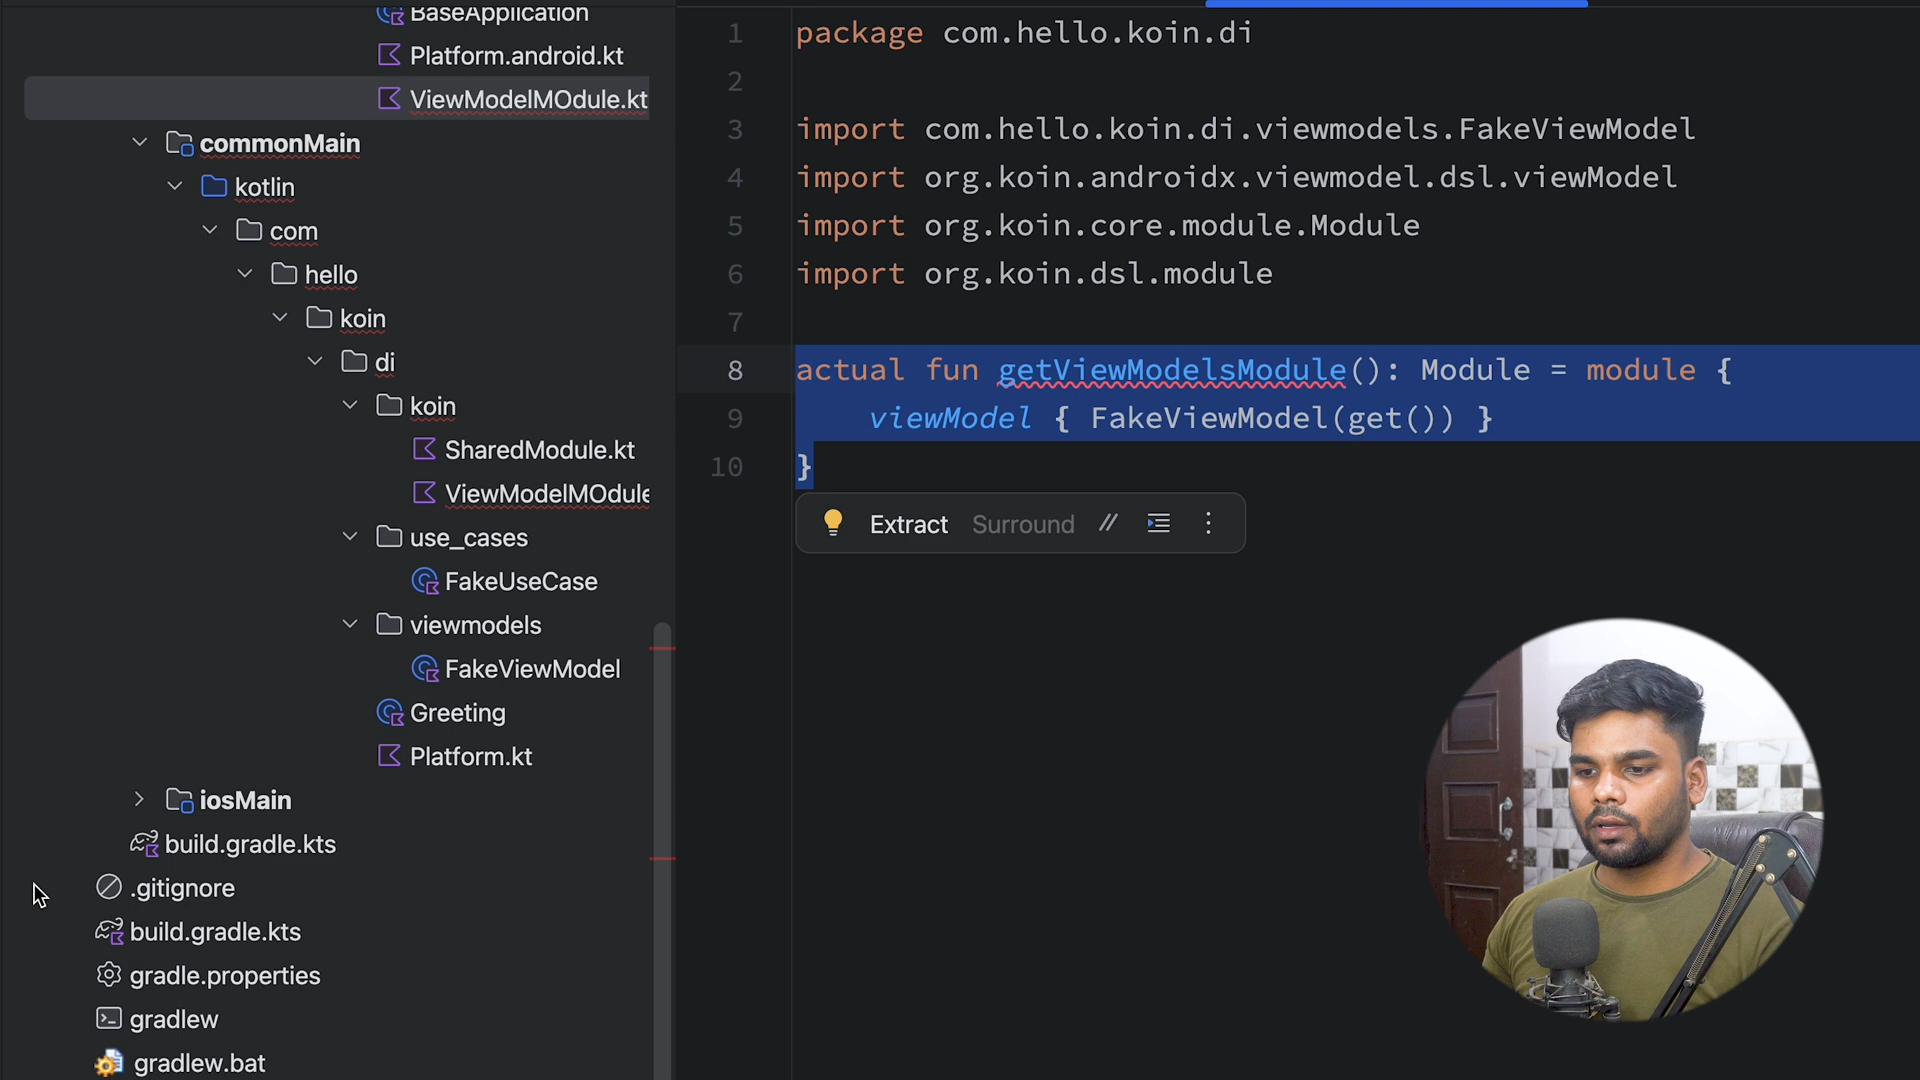 BaseApplication
Platform.android.kt
ViewModelMOdule.kt
commonMain
kotlin
com
hello
koin
di
koin
SharedModule.kt
ViewModelMOdule
use_cases
FakeUseCase
viewmodels
FakeViewModel
Greeting
Platform.kt
iosMain
build.gradle.kts
.gitignore
build.gradle.kts
gradle.properties
gradlew
gradlew.bat
1 package com.hello.koin.di
2
3 import com.hello.koin.di.viewmodels.FakeViewModel
4 import org.koin.androidx.viewmodel.dsl.viewModel
5 import org.koin.core.module.Module
6 import org.koin.dsl.module
7
8 actual fun getViewModelsModule(): Module = module {
9 viewModel { FakeViewModel(get()) }
10 }
Extract Surround //